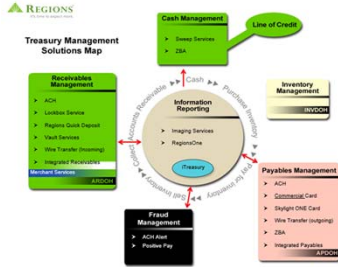 REGIONS
Treasury Management
Solutions Map
Cash Management
Sweep Services
ZBA
Line of Credit
Receivables
Management
ACH
Lockbox Service
Regions Quick Deposit
Vault Services
Wire Transfer (Incoming)
Integrated Receivables
Merchant Services
ARDOH
Collect Accounts Receivable
Cash
Purchase Inventory
Pay for Inventory
Sell Inventory
Information
Reporting
Imaging Services
RegionsOne
iTreasury
Inventory
Management
INVDOH
Payables Management
ACH
Commercial Card
Skylight ONE Card
Wire Transfer (outgoing)
ZBA
Integrated Payables
APDOH
Fraud
Management
ACH Alert
Positive Pay